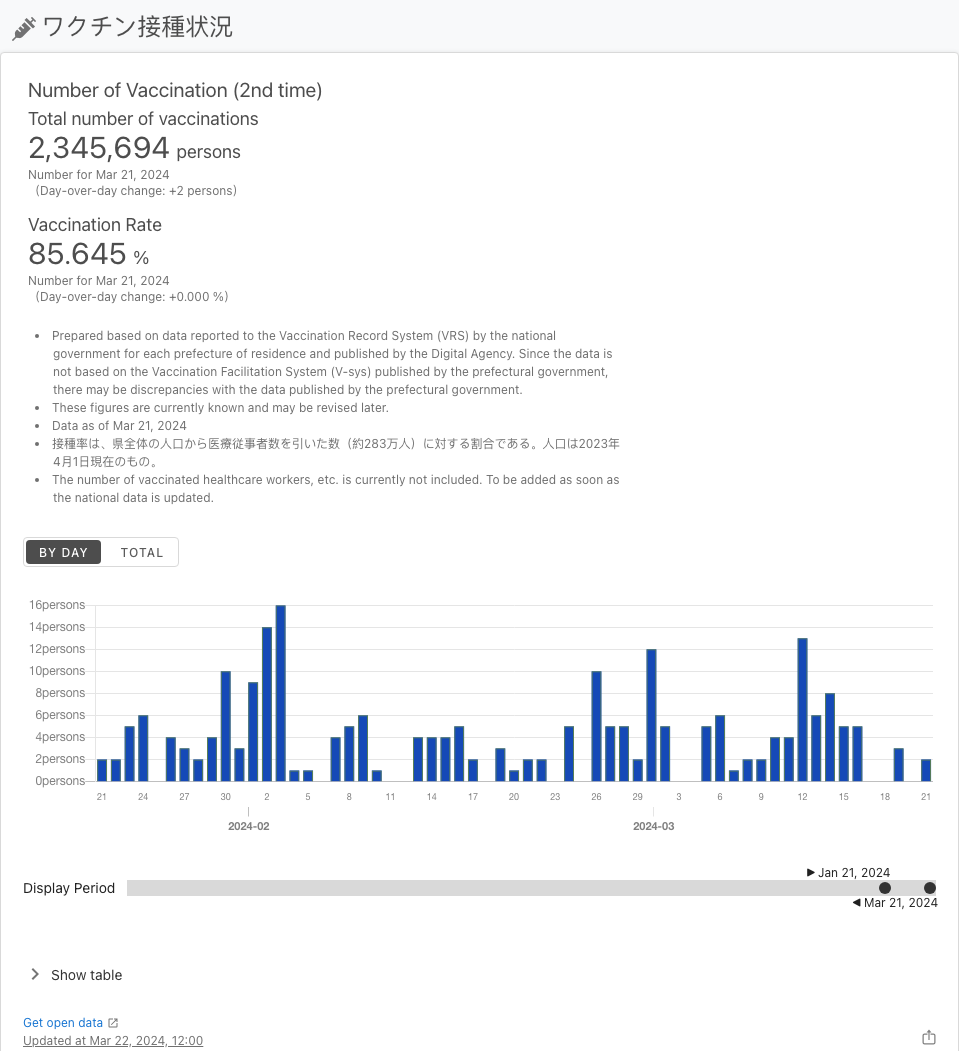 ワクチン接種状況
Number of Vaccination (2nd time)
Total number of vaccinations
2,345,694 persons
Number for Mar 21, 2024
(Day-over-day change: +2 persons)
Vaccination Rate
85.645 %
Number for Mar 21, 2024
(Day-over-day change: +0.000 %)
• Prepared based on data reported to the Vaccination Record System (VRS) by the national
government for each prefecture of residence and published by the Digital Agency. Since the data is
not based on the Vaccination Facilitation System (V-sys) published by the prefectural government,
there may be discrepancies with the data published by the prefectural government.
• These figures are currently known and may be revised later.
• Data as of Mar 21, 2024
• 接種率は、県全体の人口から医療従事者数を引いた数（約283万人）に対する割合である。人口は2023年
4月1日現在のもの。
• The number of vaccinated healthcare workers, etc. is currently not included. To be added as soon as
the national data is updated.
BY DAY TOTAL
16persons
14persons
12persons
10persons
8persons
6persons
4persons
2persons
0persons
21 24 27 30 2 5 8 11 14 17 20 23 26 29 3 6 9 12 15 18 21
2024-02 2024-03
Jan 21, 2024
Display Period
Mar 21, 2024
Show table
Get open data
Updated at Mar 22, 2024, 12:00